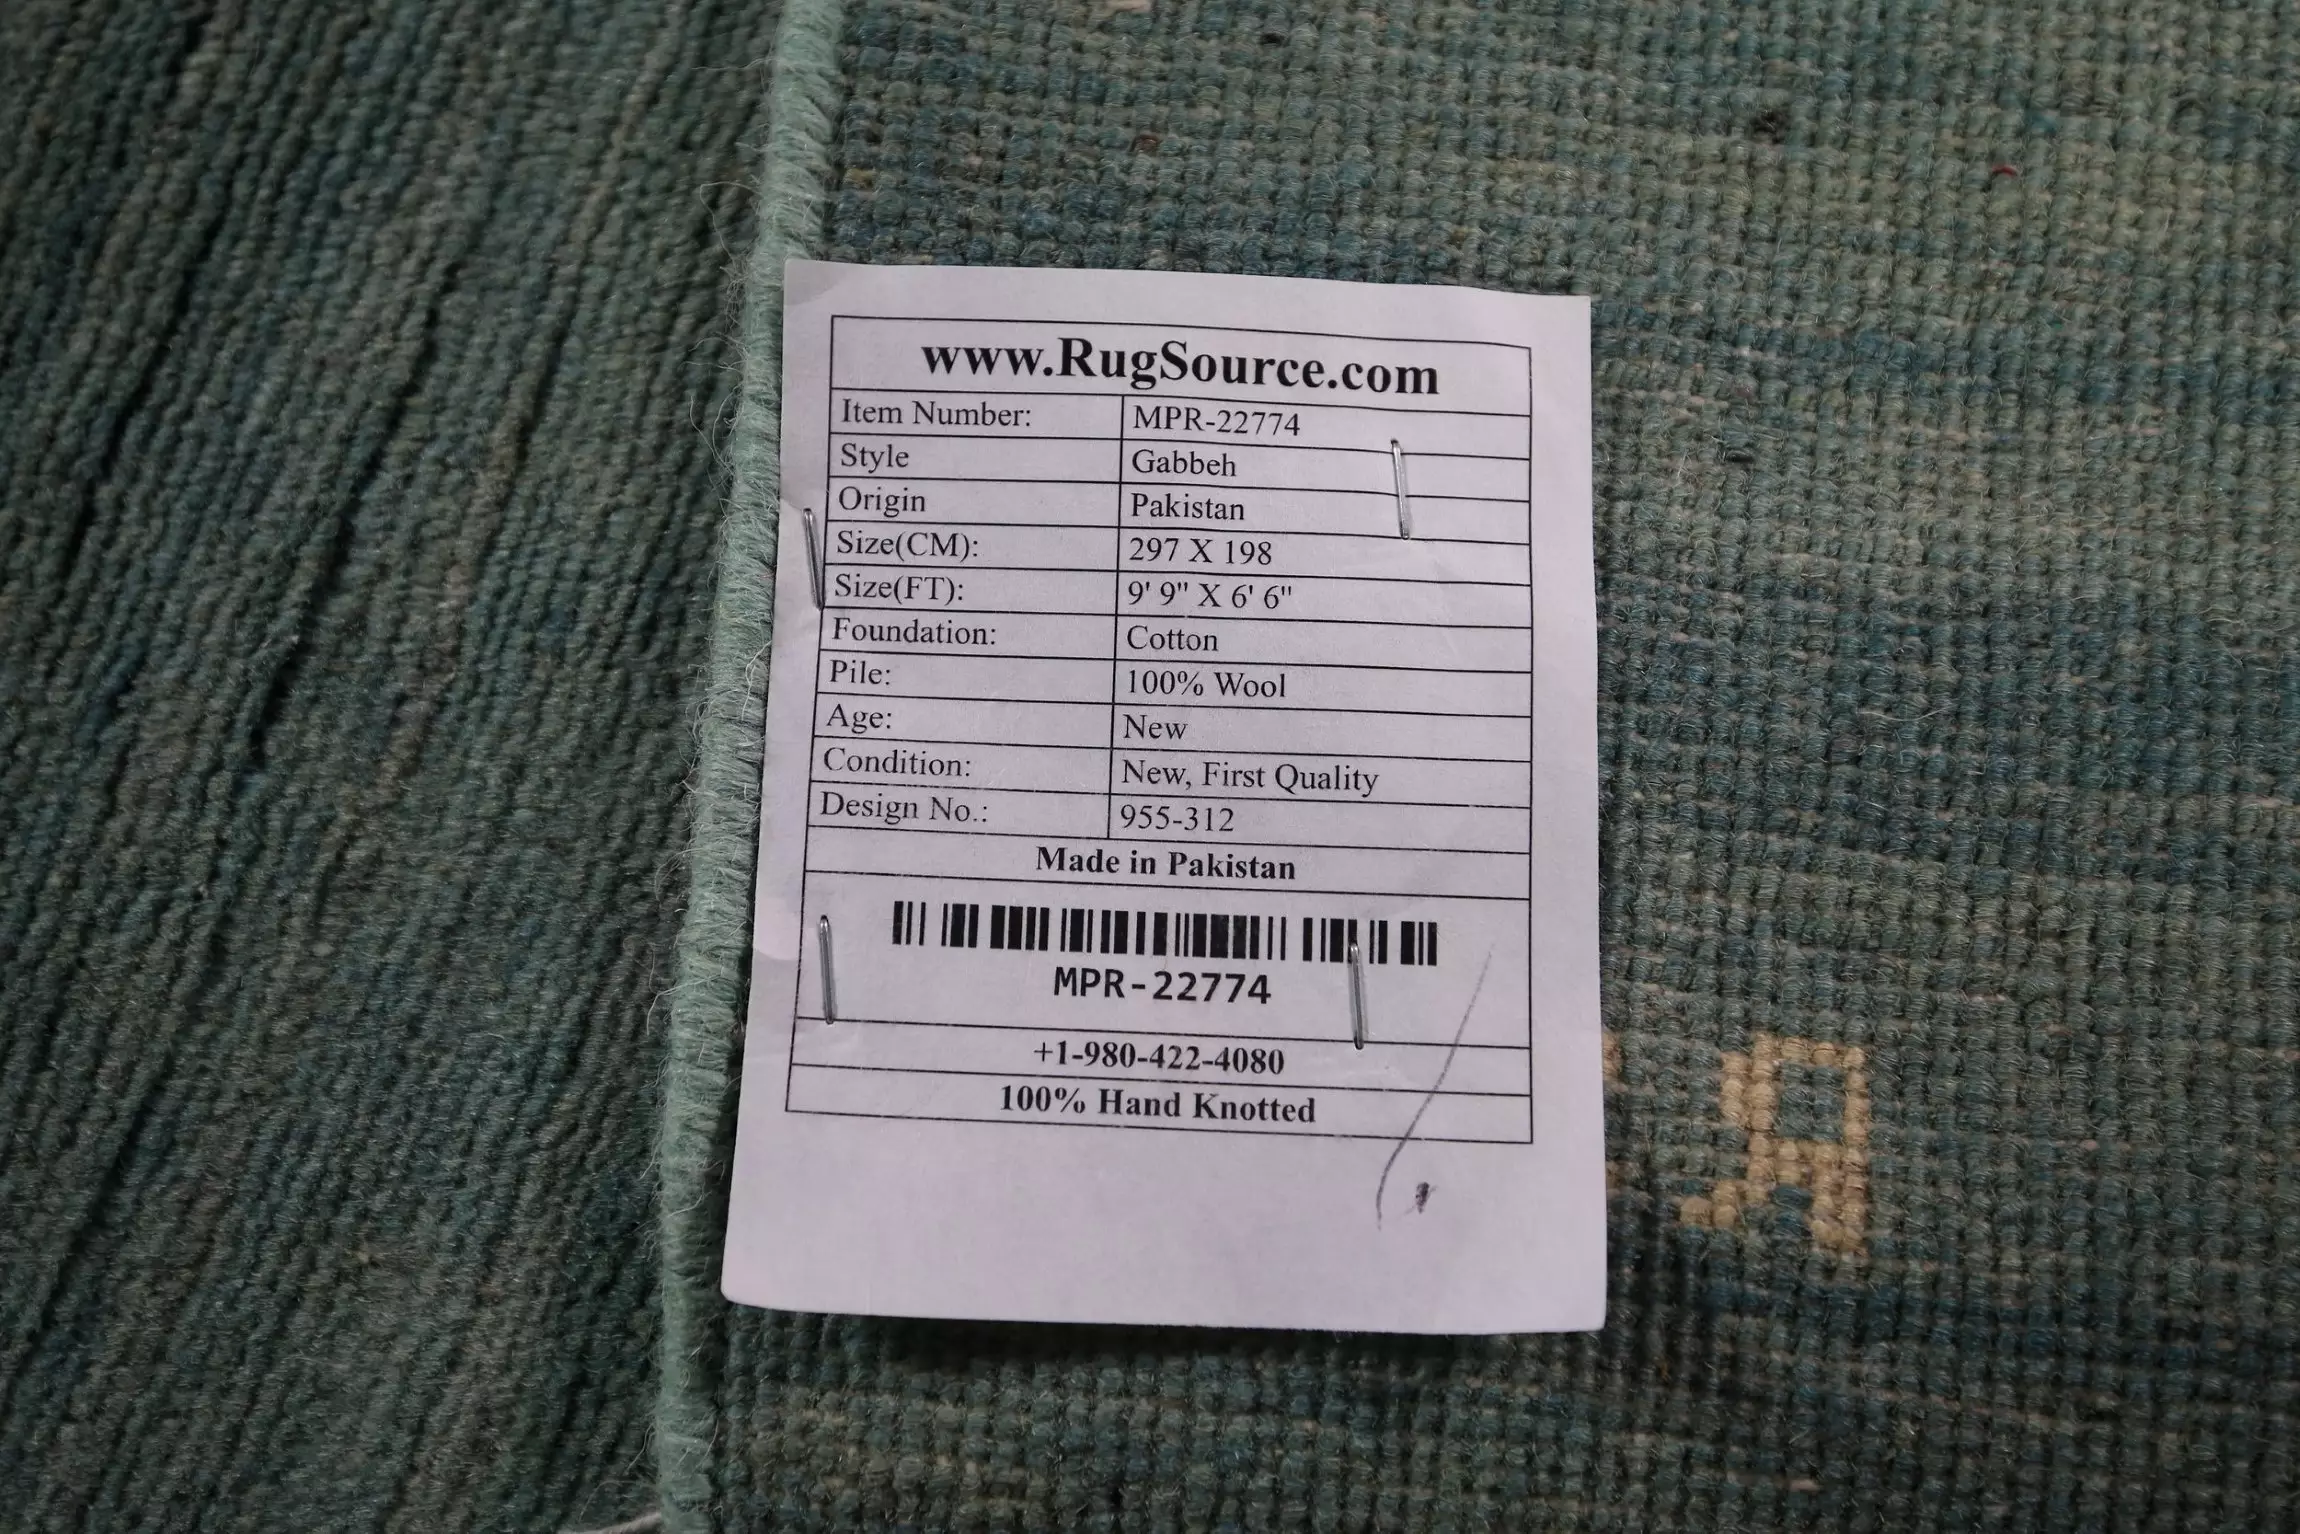 www.RugSource.com
Item Number: MPR-22774
Style Gabbeh
Origin Pakistan
Size(CM): 297 X 198
Size(FT): 9' 9" X 6' 6"
Foundation: Cotton
Pile: 100% Wool
Age: New
Condition: New, First Quality
Design No.: 955-312
Made in Pakistan
MPR-22774
+1-980-422-4080
100% Hand Knotted